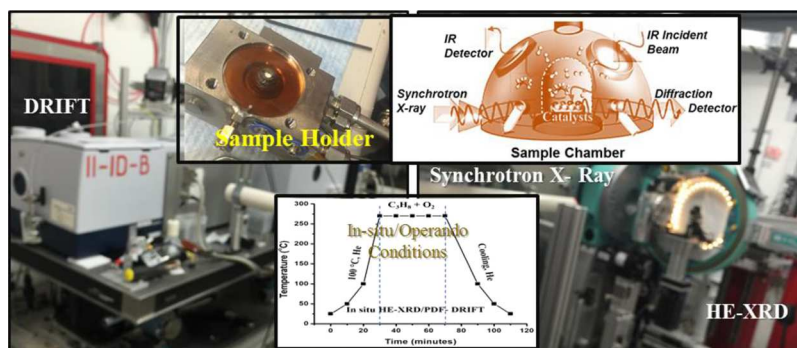 DRIFT
11-ID-B
Sample Holder
IR
Detector
IR Incident
Beam
Synchrotron
X-ray
Diffraction
Detector
Catalysts
Sample Chamber
Synchrotron X- Ray
HE-XRD
C₃H₈ + O₂
In-situ/Operando
Conditions
100 °C, He
Cooling, He
In situ HE-XRD/PDF- DRIFT
Temperature (°C)
300
250
200
150
100
50
0
0 20 40 60 80 100 120
Time (minutes)